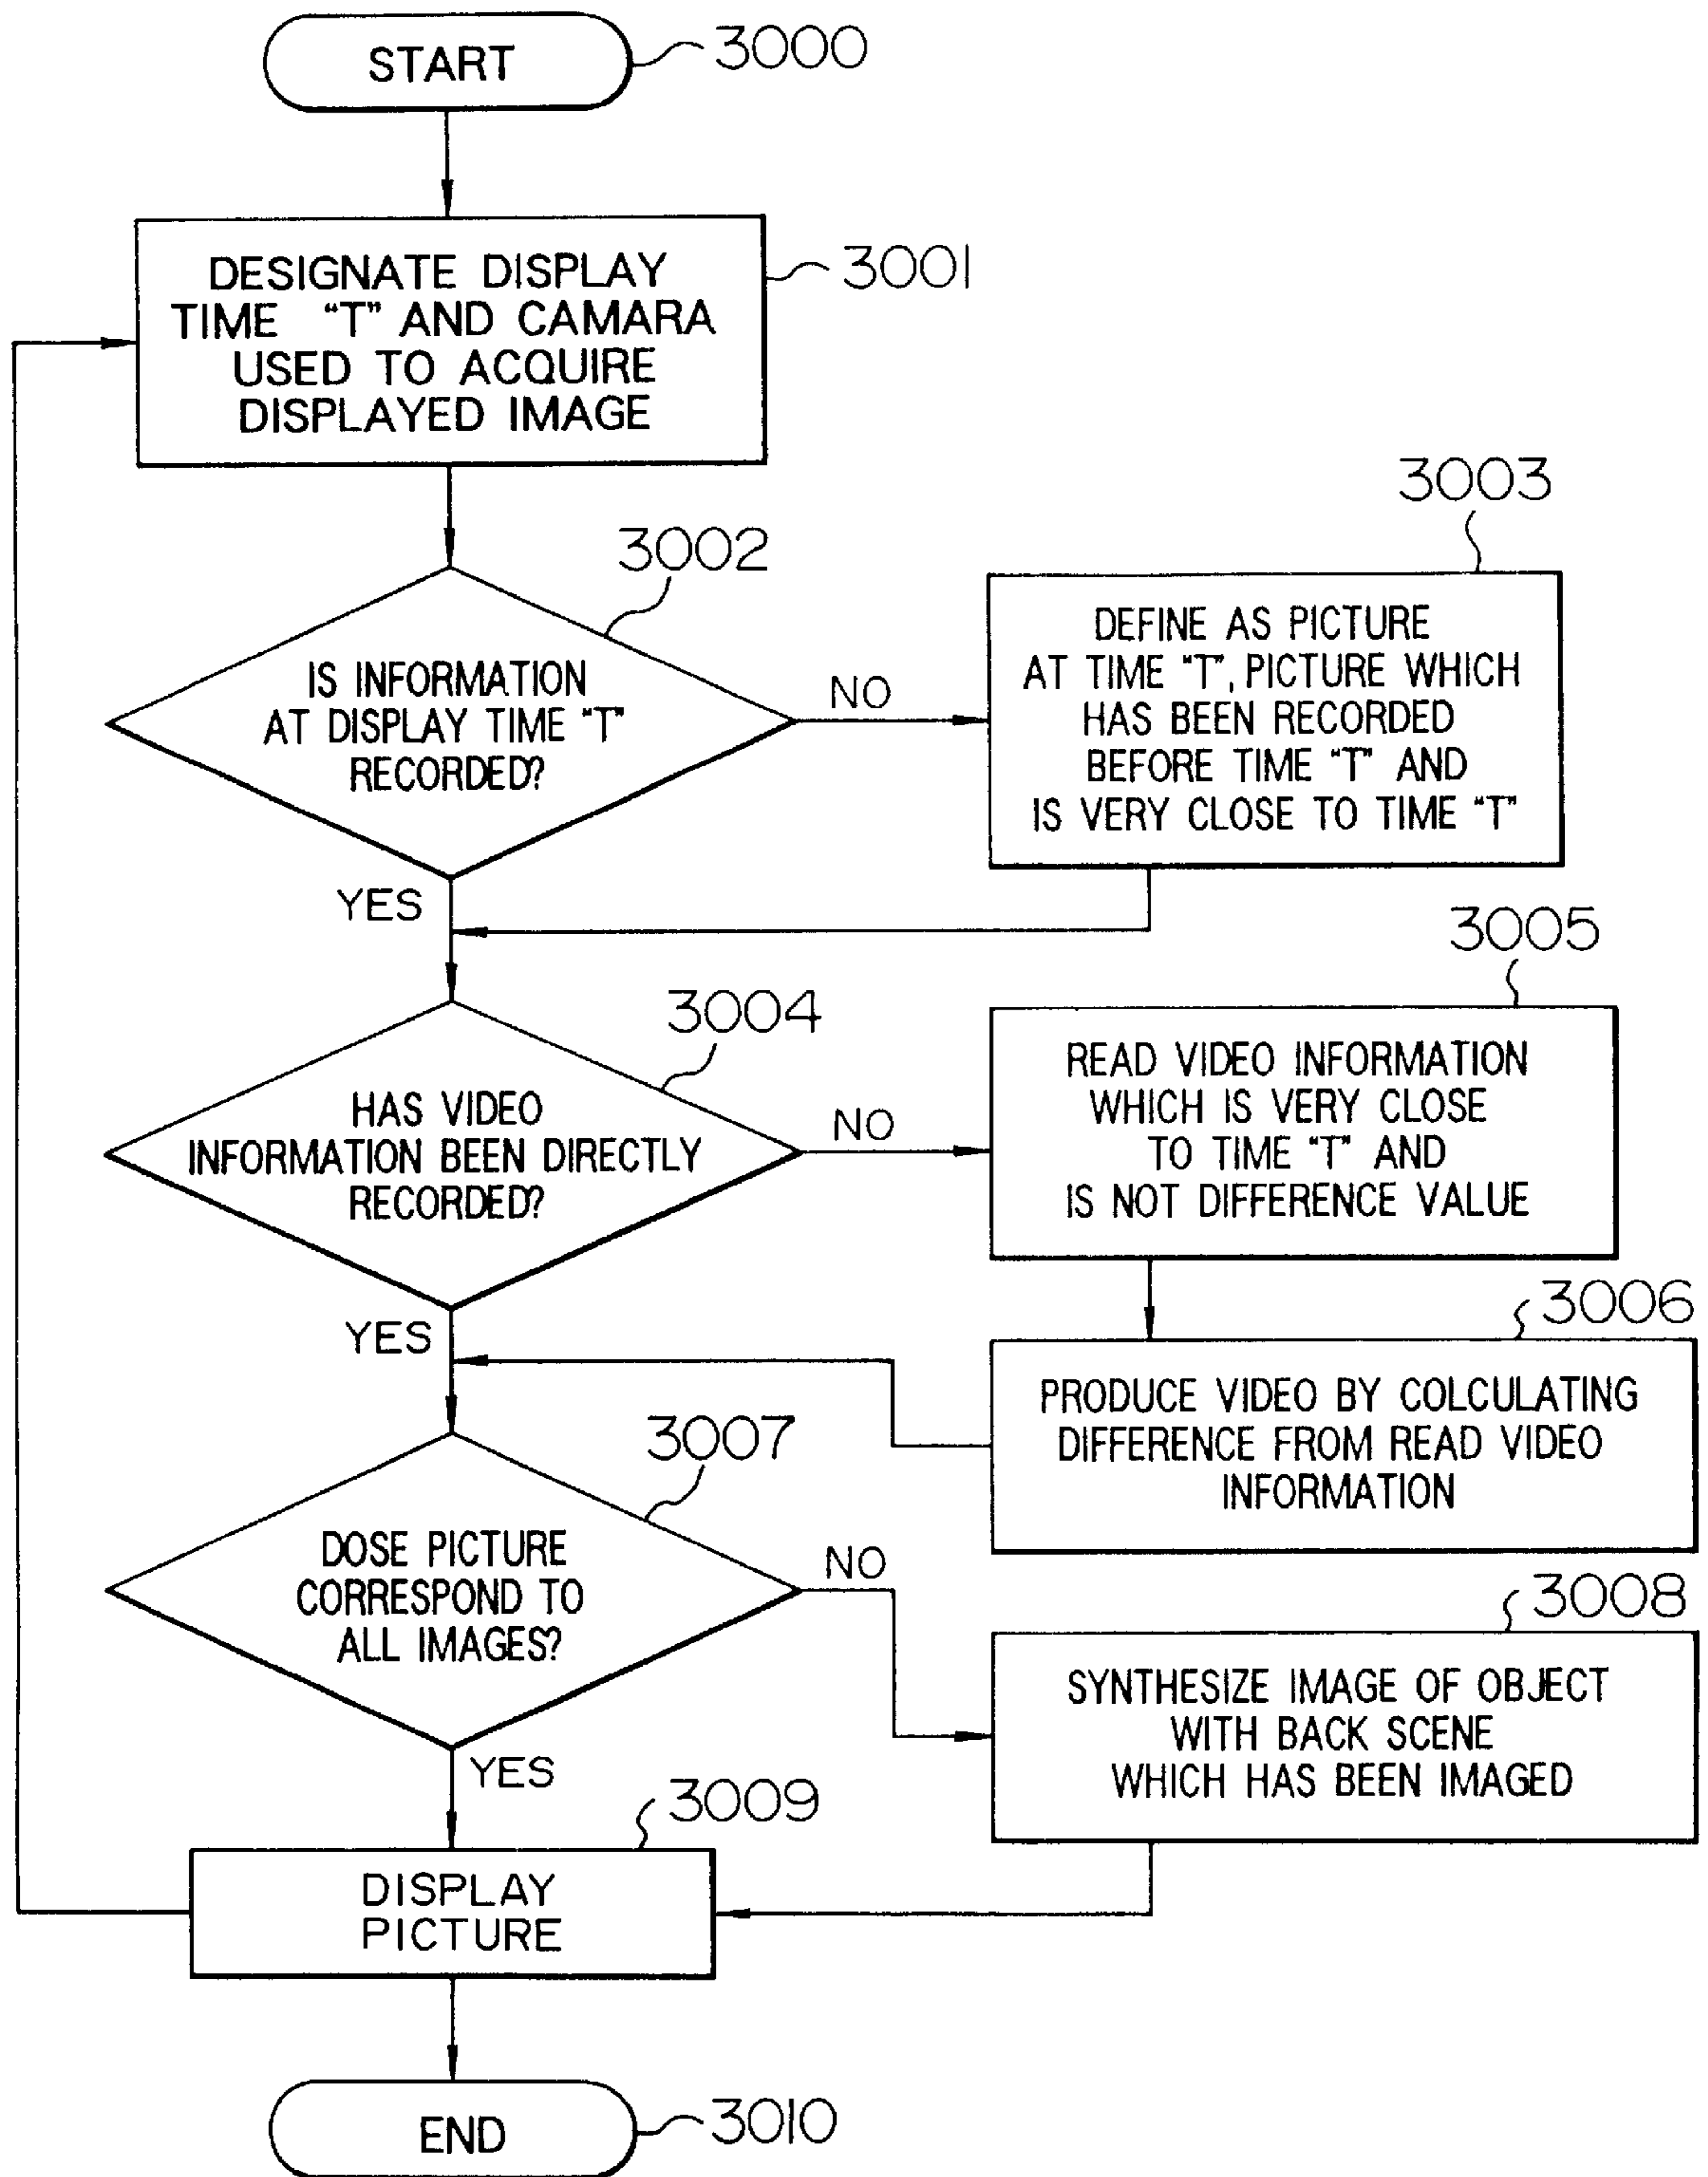 START
3000
DESIGNATE DISPLAY
TIME "T" AND CAMARA
USED TO ACQUIRE
DISPLAYED IMAGE
3001
3002
IS INFORMATION
AT DISPLAY TIME "T"
RECORDED?
NO
YES
3003
DEFINE AS PICTURE
AT TIME "T", PICTURE WHICH
HAS BEEN RECORDED
BEFORE TIME "T" AND
IS VERY CLOSE TO TIME "T"
3004
HAS VIDEO
INFORMATION BEEN DIRECTLY
RECORDED?
NO
YES
3005
READ VIDEO INFORMATION
WHICH IS VERY CLOSE
TO TIME "T" AND
IS NOT DIFFERENCE VALUE
3006
PRODUCE VIDEO BY COLCULATING
DIFFERENCE FROM READ VIDEO
INFORMATION
3007
DOSE PICTURE
CORRESPOND TO
ALL IMAGES?
NO
YES
3008
SYNTHESIZE IMAGE OF OBJECT
WITH BACK SCENE
WHICH HAS BEEN IMAGED
3009
DISPLAY
PICTURE
END
3010